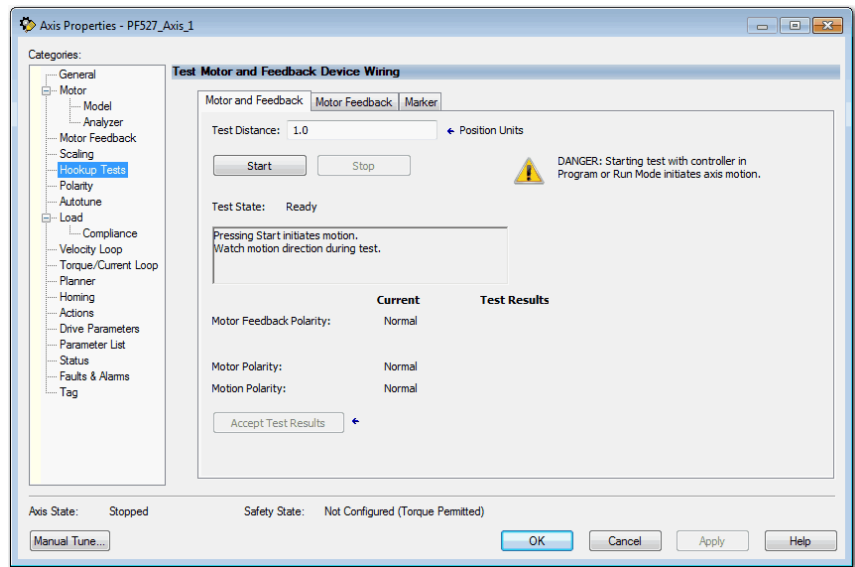 Axis Properties - PF527_Axis_1
Categories:
General
Motor
Model
Analyzer
Motor Feedback
Scaling
Hookup Tests
Polarity
Autotune
Load
Compliance
Velocity Loop
Torque/Current Loop
Planner
Homing
Actions
Drive Parameters
Parameter List
Status
Faults & Alarms
Tag
Test Motor and Feedback Device Wiring
Motor and Feedback Motor Feedback Marker
Test Distance: 1.0 ← Position Units
Start Stop
DANGER: Starting test with controller in
Program or Run Mode initiates axis motion.
Test State: Ready
Pressing Start initiates motion.
Watch motion direction during test.
Current Test Results
Motor Feedback Polarity: Normal
Motor Polarity: Normal
Motion Polarity: Normal
Accept Test Results ←
Axis State: Stopped Safety State: Not Configured (Torque Permitted)
Manual Tune... OK Cancel Apply Help